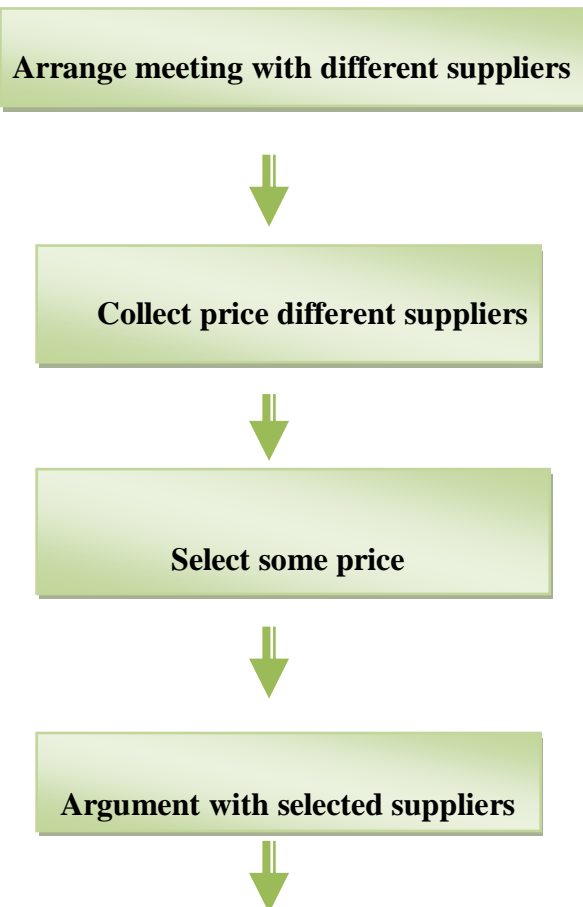 Arrange meeting with different suppliers
Collect price different suppliers
Select some price
Argument with selected suppliers